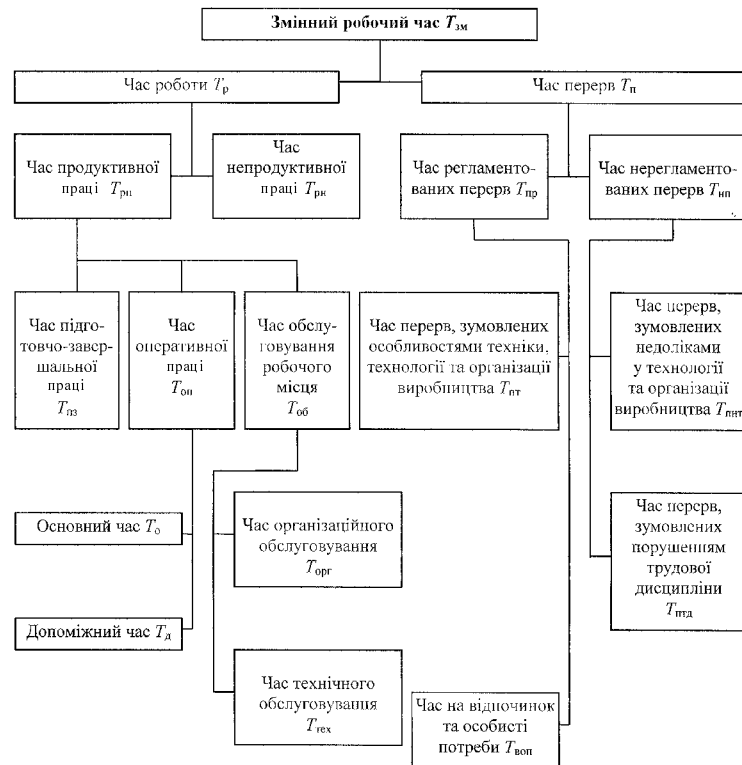 Змінний робочий час Tзм
Час роботи Tр
Час перерв Tп
Час продуктивної
праці Tрп
Час
непродуктивної
праці Tрн
Час регламенто-
ваних перерв Tпр
Час нерегламенто-
ваних перерв Tнп
Час підго-
товчо-завер-
шальної
праці
Tпз
Час
оперативної
праці
Tоп
Час обслу-
говування
робочого
місця
Tоб
Час перерв, зумовлених
особливостями техніки,
технології та організації
виробництва Tпт
Час перерв,
зумовлених
недоліками
у технології
та організації
виробництва Tпнт
Основний час Tо
Час організаційного
обслуговування
Tорг
Час перерв,
зумовлених
порушенням
трудової
дисципліни
Tптд
Допоміжний час Tд
Час технічного
обслуговування
Tтех
Час на відпочинок
та особисті
потреби Tвоп